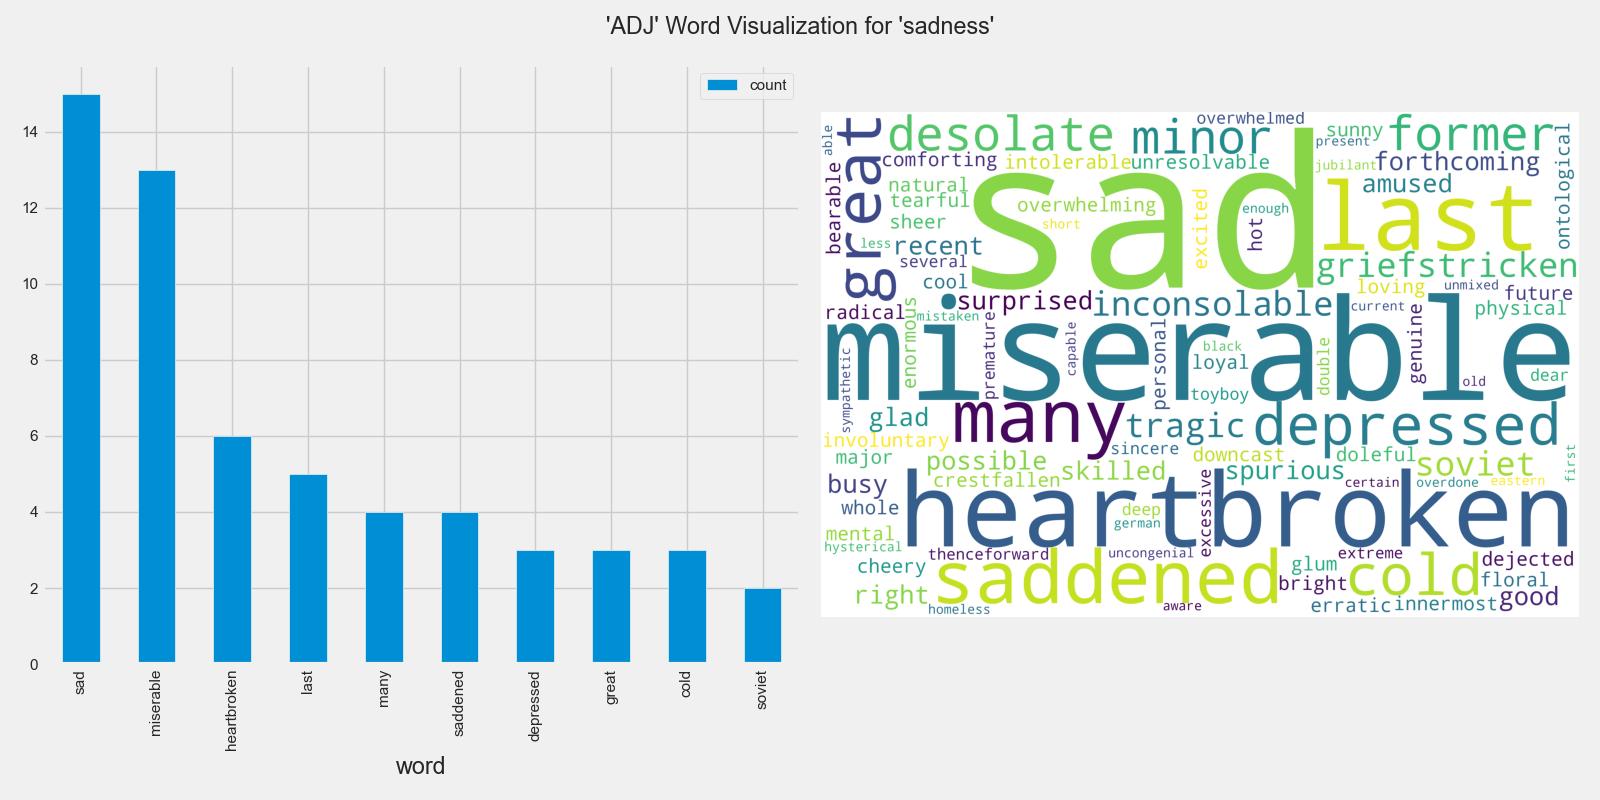 'ADJ' Word Visualization for 'sadness'
count
14
12
10
8
6
4
2
0
sad
miserable
heartbroken
last
many
saddened
depressed
great
cold
soviet
word
able
great
desolate
minor
overwhelmed
sunny
present
former
comforting
intolerable
unresolvable
jubilant
forthcoming
ontological
bearable
natural
tearful
sheer
sad
overwhelming
short
excited
enough
hot
amused
last
less
recent
several
cool
griefstricken
radical
enormous
mistaken
surprised
inconsolable
loving
unmixed
future
current
physical
miserable
premature
capable
personal
black
loyal
toyboy
double
genuine
old
dear
sympathetic
glad
many
tragic
depressed
involuntary
major
sincere
downcast
doleful
possible
crestfallen
skilled
spurious
soviet
first
busy
whole
heartbroken
deep
german
excessive
certain
overdone
eastern
mental
hysterical
thenceforward
uncongenial
extreme
dejected
cheery
saddened
glum
bright
cold
floral
right
homeless
aware
erratic
innermost
good